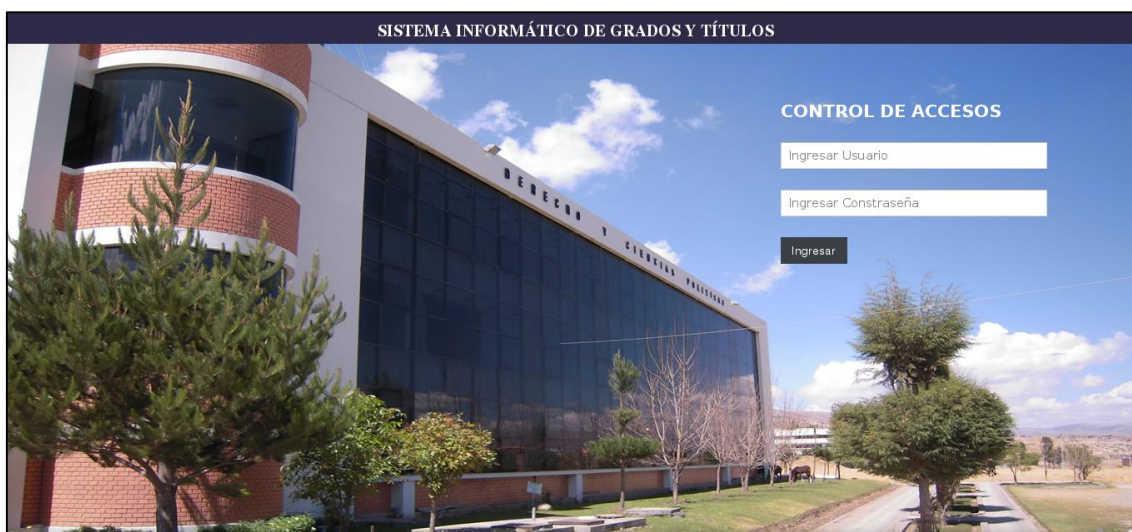 SISTEMA INFORMÁTICO DE GRADOS Y TÍTULOS
CONTROL DE ACCESOS
Ingresar Usuario
Ingresar Constraseña
Ingresar
DERECHO Y CIENCIAS POLITICAS